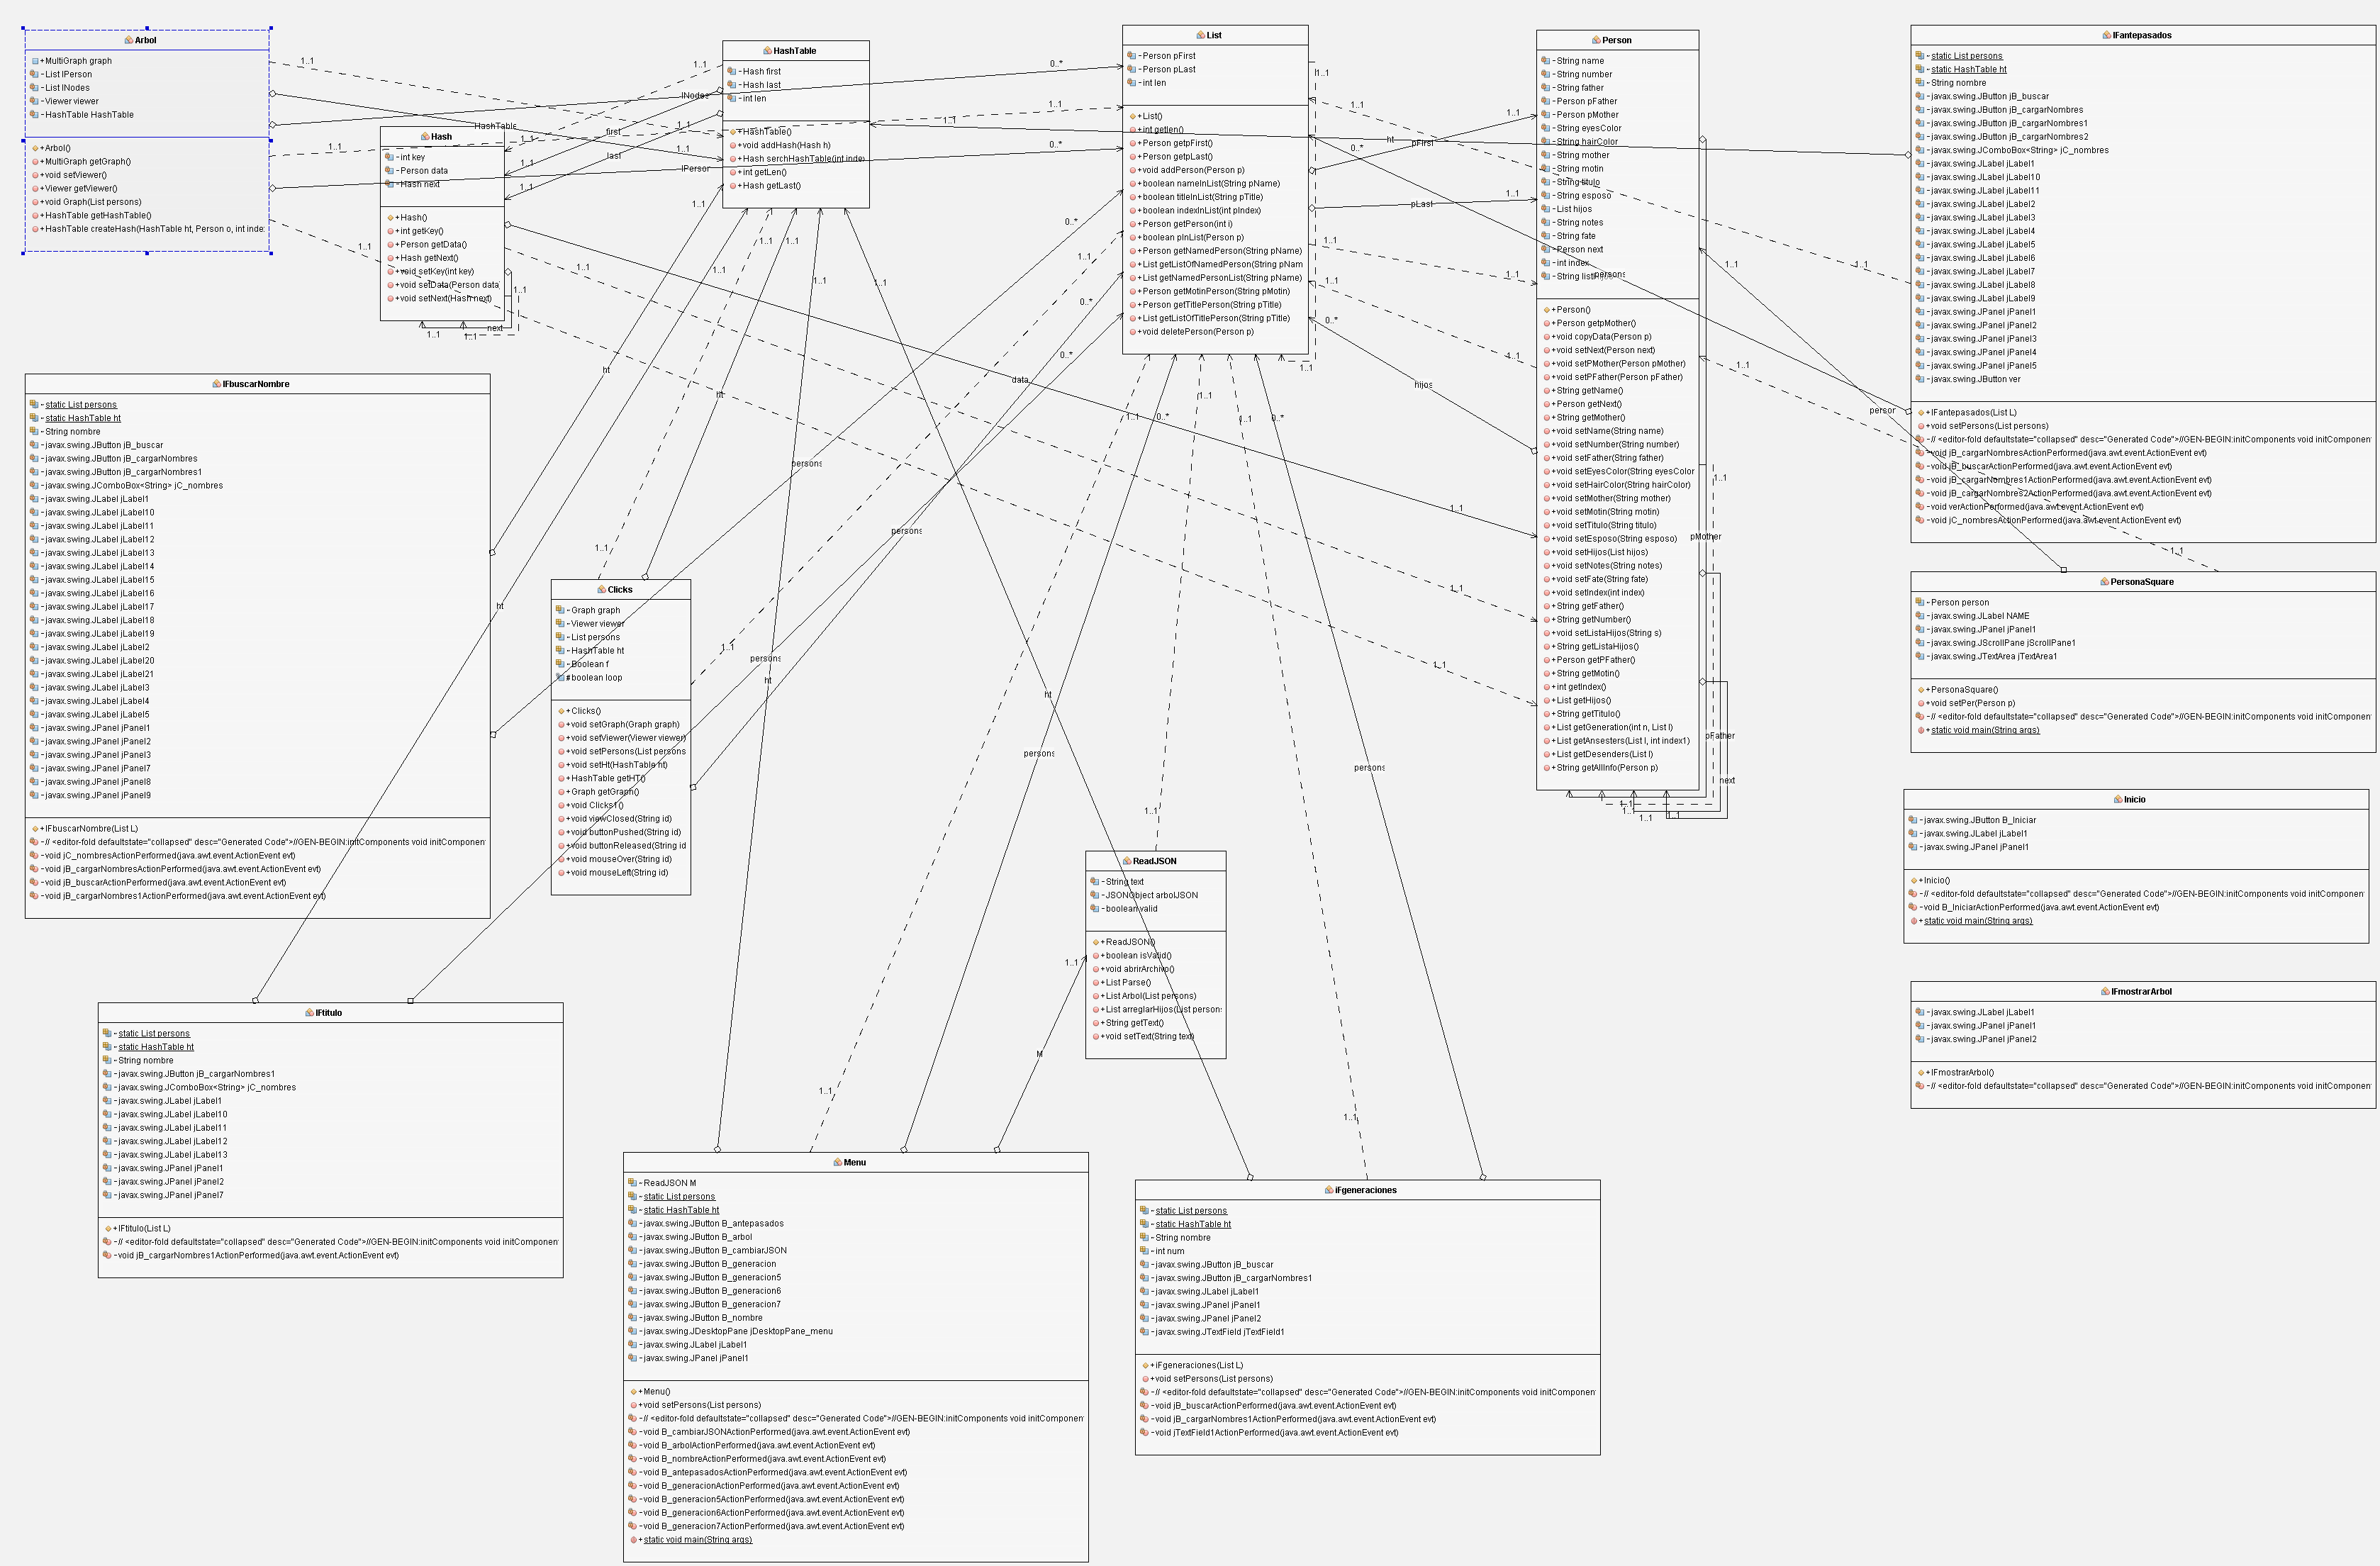 Arbol
+MultiGraph graph
-List lPerson
-List lNodes
-Viewer viewer
-HashTable HashTable
+Arbol()
+MultiGraph getGraph()
+void setViewer()
+Viewer getViewer()
+void Graph(List persons)
+HashTable getHashTable()
+HashTable createHash(HashTable ht, Person o, int inde
Hash
-int key
-Person data
-Hash next
+Hash()
+int getKey()
+Person getData()
+Hash getNext()
+void setKey(int key)
+void setData(Person data)
+void setNext(Hash next)
HashTable
-Hash first
-Hash last
-int len
+HashTable()
+void addHash(Hash h)
+Hash serchHashTable(int inde
+int getLen()
+Hash getLast()
List
-Person pFirst
-Person pLast
-int len
+List()
+int getlen()
+Person getpFirst()
+Person getpLast()
+void addPerson(Person p)
+boolean nameInList(String pName)
+boolean titleInList(String pTitle)
+boolean indexInList(int pIndex)
+Person getPerson(int i)
+boolean pInList(Person p)
+Person getNamedPerson(String pName)
+List getListOfNamedPerson(String pNam
+List getNamedPersonList(String pName)
+Person getMotinPerson(String pMotin)
+Person getTitlePerson(String pTitle)
+List getListOfTitlePerson(String pTitle)
+void deletePerson(Person p)
Person
-String name
-String number
-String father
-Person pFather
-Person pMother
-String eyesColor
-String hairColor
-String mother
-String motin
-String titulo
-String esposo
-List hijos
-String notes
-String fate
-Person next
-int index
+Person()
+Person getpMother()
+void copyData(Person p)
+void setNext(Person next)
+void setPMother(Person pMother)
+void setPFather(Person pFather)
+String getName()
+Person getNext()
+String getMother()
+void setName(String name)
+void setNumber(String number)
+void setFather(String father)
+void setEyesColor(String eyesColor
+void setHairColor(String hairColor)
+void setMother(String mother)
+void setMotin(String motin)
+void setTitulo(String titulo)
+void setEsposo(String esposo)
+void setHijos(List hijos)
+void setNotes(String notes)
+void setFate(String fate)
+void setIndex(int index)
+String getFather()
+String getNumber()
+void setListaHijos(String s)
+String getListaHijos()
+Person getPFather()
+String getMotin()
+int getIndex()
+List getHijos()
+String getTitulo()
+List getGeneration(int n, List l)
+List getAnsesters(List l, int index1)
+List getDesenders(List l)
+String getAllInfo(Person p)
IFantepasados
-static List persons
-static HashTable ht
-String nombre
-javax.swing.JButton jB_buscar
-javax.swing.JButton jB_cargarNombres
-javax.swing.JButton jB_cargarNombres1
-javax.swing.JButton jB_cargarNombres2
-javax.swing.JComboBox<String> jC_nombres
-javax.swing.JLabel jLabel1
-javax.swing.JLabel jLabel10
-javax.swing.JLabel jLabel11
-javax.swing.JLabel jLabel2
-javax.swing.JLabel jLabel3
-javax.swing.JLabel jLabel4
-javax.swing.JLabel jLabel5
-javax.swing.JLabel jLabel6
-javax.swing.JLabel jLabel7
-javax.swing.JLabel jLabel8
-javax.swing.JLabel jLabel9
-javax.swing.JPanel jPanel1
-javax.swing.JPanel jPanel2
-javax.swing.JPanel jPanel3
-javax.swing.JPanel jPanel4
-javax.swing.JPanel jPanel5
-javax.swing.JButton ver
+IFantepasados(List L)
+void setPersons(List persons)
-// <editor-fold defaultstate="collapsed" desc="Generated Code">//GEN-BEGIN:initComponents void initComponen
-void jB_cargarNombresActionPerformed(java.awt.event.ActionEvent evt)
-void jB_buscarActionPerformed(java.awt.event.ActionEvent evt)
-void jB_cargarNombres1ActionPerformed(java.awt.event.ActionEvent evt)
-void jB_cargarNombres2ActionPerformed(java.awt.event.ActionEvent evt)
-void verActionPerformed(java.awt.event.ActionEvent evt)
-void jC_nombresActionPerformed(java.awt.event.ActionEvent evt)
IFbuscarNombre
-static List persons
-static HashTable ht
-String nombre
-javax.swing.JButton jB_buscar
-javax.swing.JButton jB_cargarNombres
-javax.swing.JButton jB_cargarNombres1
-javax.swing.JComboBox<String> jC_nombres
-javax.swing.JLabel jLabel1
-javax.swing.JLabel jLabel10
-javax.swing.JLabel jLabel11
-javax.swing.JLabel jLabel12
-javax.swing.JLabel jLabel13
-javax.swing.JLabel jLabel14
-javax.swing.JLabel jLabel15
-javax.swing.JLabel jLabel16
-javax.swing.JLabel jLabel17
-javax.swing.JLabel jLabel18
-javax.swing.JLabel jLabel19
-javax.swing.JLabel jLabel2
-javax.swing.JLabel jLabel20
-javax.swing.JLabel jLabel21
-javax.swing.JLabel jLabel3
-javax.swing.JLabel jLabel4
-javax.swing.JLabel jLabel5
-javax.swing.JPanel jPanel1
-javax.swing.JPanel jPanel2
-javax.swing.JPanel jPanel3
-javax.swing.JPanel jPanel7
-javax.swing.JPanel jPanel8
-javax.swing.JPanel jPanel9
+IFbuscarNombre(List L)
-// <editor-fold defaultstate="collapsed" desc="Generated Code">//GEN-BEGIN:initComponents void initComponen
-void jC_nombresActionPerformed(java.awt.event.ActionEvent evt)
-void jB_cargarNombresActionPerformed(java.awt.event.ActionEvent evt)
-void jB_buscarActionPerformed(java.awt.event.ActionEvent evt)
-void jB_cargarNombres1ActionPerformed(java.awt.event.ActionEvent evt)
Clicks
-Graph graph
-Viewer viewer
-List persons
-HashTable ht
-Boolean f
#boolean loop
+Clicks()
+void setGraph(Graph graph)
+void setViewer(Viewer viewer)
+void setPersons(List persons
+void setHt(HashTable ht)
+HashTable getHT()
+Graph getGraph()
+void Clicks1()
+void viewClosed(String id)
+void buttonPushed(String id)
+void buttonReleased(String id
+void mouseOver(String id)
+void mouseLeft(String id)
PersonaSquare
-Person person
-javax.swing.JLabel NAME
-javax.swing.JPanel jPanel1
-javax.swing.JScrollPane jScrollPane1
-javax.swing.JTextArea jTextArea1
+PersonaSquare()
+void setPer(Person p)
-// <editor-fold defaultstate="collapsed" desc="Generated Code">//GEN-BEGIN:initComponents void initComponen
+static void main(String args)
Inicio
-javax.swing.JButton B_Iniciar
-javax.swing.JLabel jLabel1
-javax.swing.JPanel jPanel1
+Inicio()
-// <editor-fold defaultstate="collapsed" desc="Generated Code">//GEN-BEGIN:initComponents void initComponen
-void B_IniciarActionPerformed(java.awt.event.ActionEvent evt)
+static void main(String args)
ReadJSON
-String text
-JSONObject arbolJSON
-boolean valid
+ReadJSON()
+boolean isValid()
+void abrirArchivo()
+List Parse()
+List Arbol(List persons)
+List arreglarHijos(List persons
+String getText()
+void setText(String text)
IFmostrarArbol
-javax.swing.JLabel jLabel1
-javax.swing.JPanel jPanel1
-javax.swing.JPanel jPanel2
+IFmostrarArbol()
-// <editor-fold defaultstate="collapsed" desc="Generated Code">//GEN-BEGIN:initComponents void initComponen
IFtitulo
-static List persons
-static HashTable ht
-String nombre
-javax.swing.JButton jB_cargarNombres1
-javax.swing.JComboBox<String> jC_nombres
-javax.swing.JLabel jLabel1
-javax.swing.JLabel jLabel10
-javax.swing.JLabel jLabel11
-javax.swing.JLabel jLabel12
-javax.swing.JLabel jLabel13
-javax.swing.JPanel jPanel1
-javax.swing.JPanel jPanel2
-javax.swing.JPanel jPanel7
+IFtitulo(List L)
-// <editor-fold defaultstate="collapsed" desc="Generated Code">//GEN-BEGIN:initComponents void initComponen
-void jB_cargarNombres1ActionPerformed(java.awt.event.ActionEvent evt)
Menu
-ReadJSON M
-static List persons
-static HashTable ht
-javax.swing.JButton B_antepasados
-javax.swing.JButton B_arbol
-javax.swing.JButton B_cambiarJSON
-javax.swing.JButton B_generacion
-javax.swing.JButton B_generacion5
-javax.swing.JButton B_generacion6
-javax.swing.JButton B_generacion7
-javax.swing.JButton B_nombre
-javax.swing.JDesktopPane jDesktopPane_menu
-javax.swing.JLabel jLabel1
-javax.swing.JPanel jPanel1
+Menu()
+void setPersons(List persons)
-// <editor-fold defaultstate="collapsed" desc="Generated Code">//GEN-BEGIN:initComponents void initComponen
-void B_cambiarJSONActionPerformed(java.awt.event.ActionEvent evt)
-void B_arbolActionPerformed(java.awt.event.ActionEvent evt)
-void B_nombreActionPerformed(java.awt.event.ActionEvent evt)
-void B_antepasadosActionPerformed(java.awt.event.ActionEvent evt)
-void B_generacionActionPerformed(java.awt.event.ActionEvent evt)
-void B_generacion5ActionPerformed(java.awt.event.ActionEvent evt)
-void B_generacion6ActionPerformed(java.awt.event.ActionEvent evt)
-void B_generacion7ActionPerformed(java.awt.event.ActionEvent evt)
+static void main(String args)
iFgeneraciones
-static List persons
-static HashTable ht
-String nombre
-int num
-javax.swing.JButton jB_buscar
-javax.swing.JButton jB_cargarNombres1
-javax.swing.JLabel jLabel1
-javax.swing.JPanel jPanel1
-javax.swing.JPanel jPanel2
-javax.swing.JTextField jTextField1
+iFgeneraciones(List L)
+void setPersons(List persons)
-// <editor-fold defaultstate="collapsed" desc="Generated Code">//GEN-BEGIN:initComponents void initComponen
-void jB_buscarActionPerformed(java.awt.event.ActionEvent evt)
-void jB_cargarNombres1ActionPerformed(java.awt.event.ActionEvent evt)
-void jTextField1ActionPerformed(java.awt.event.ActionEvent evt)
lNodes
HashTable
first
last
lPerson
next
ht
ht
ht
ht
ht
data
persons
persons
persons
persons
persons
hijos
pFirst
pLast
ht
persons
person
pMother
pFather
next
M
1..1
0..*